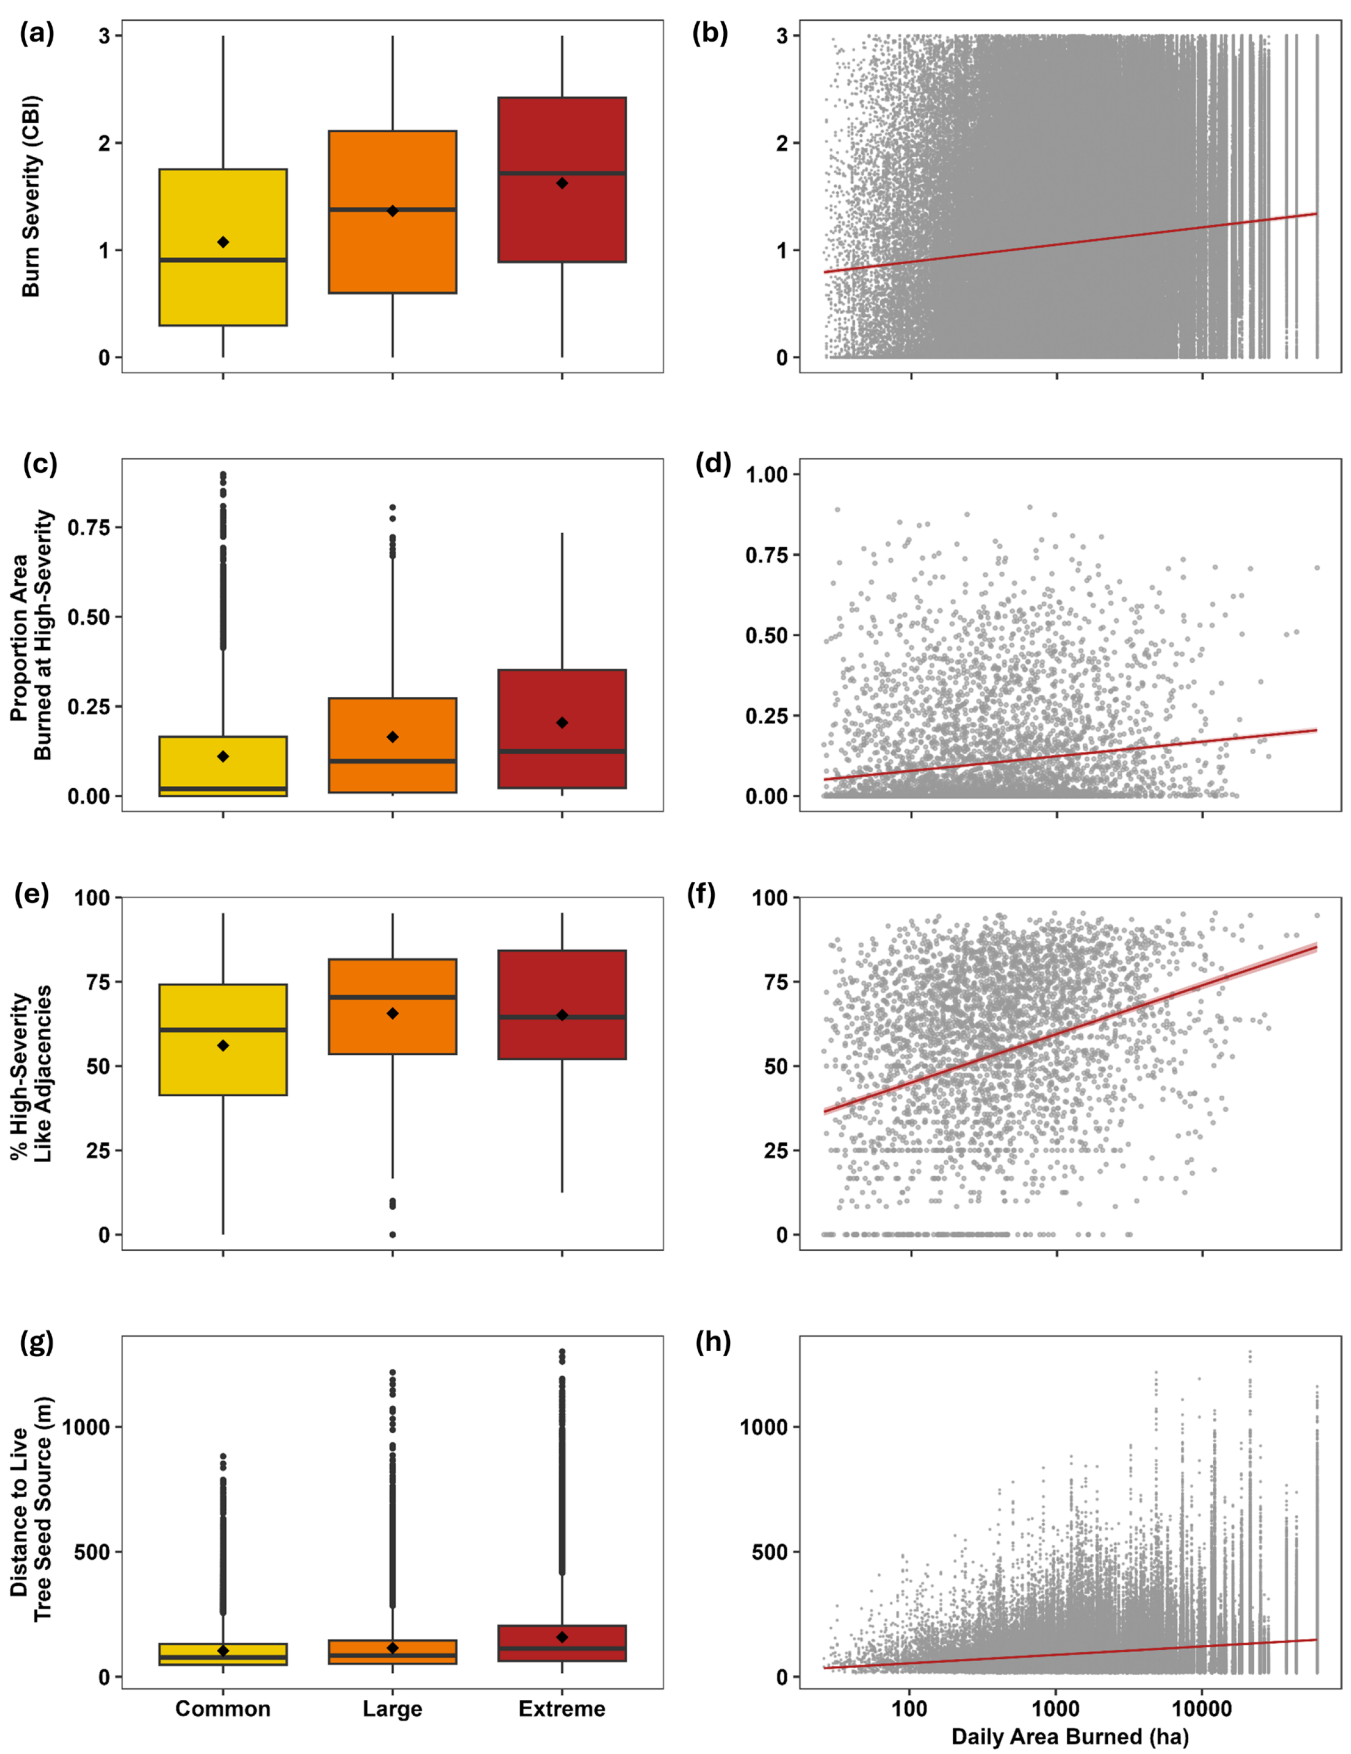 (a)
Burn Severity (CBI)
3
2
1
0
(b)
3
2
1
0
(c)
Proportion Area
Burned at High-Severity
0.75
0.50
0.25
0.00
(d)
1.00
0.75
0.50
0.25
0.00
(e)
% High-Severity
Like Adjacencies
100
75
50
25
0
(f)
100
75
50
25
0
(g)
Distance to Live
Tree Seed Source (m)
1000
500
0
Common Large Extreme
(h)
1000
500
0
100 1000 10000
Daily Area Burned (ha)